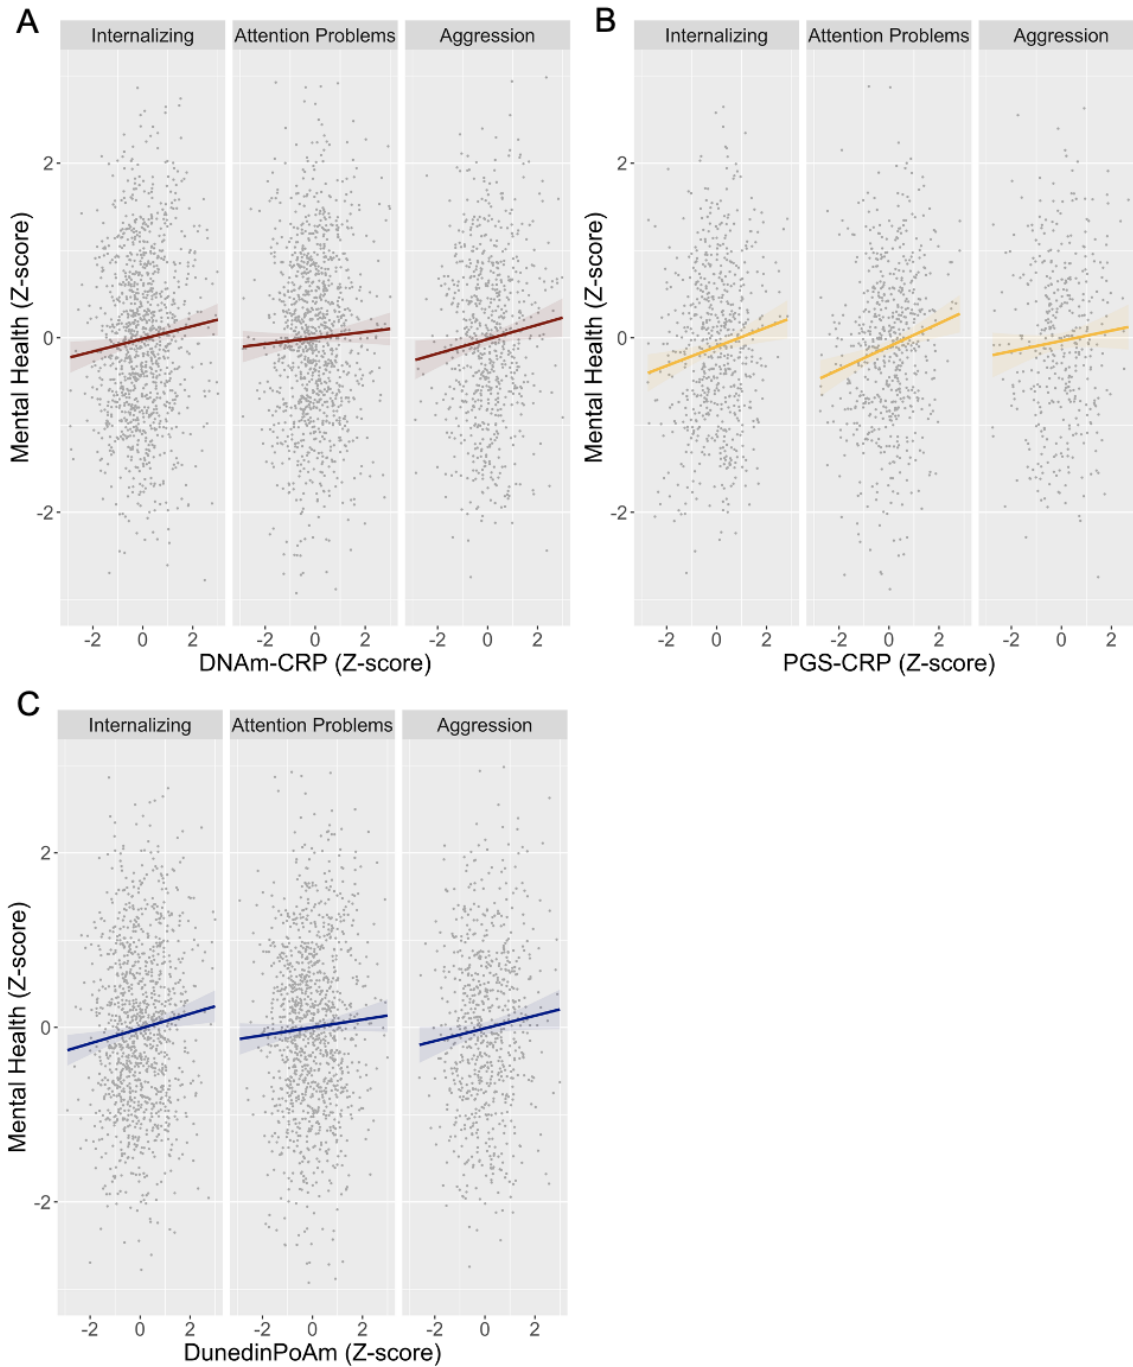 A
Internalizing Attention Problems Aggression
Mental Health (Z-score)
2
0
-2
-2 0 2 -2 0 2 -2 0 2
DNAm-CRP (Z-score)
B
Internalizing Attention Problems Aggression
Mental Health (Z-score)
2
0
-2
-2 0 2 -2 0 2 -2 0 2
PGS-CRP (Z-score)
C
Internalizing Attention Problems Aggression
Mental Health (Z-score)
2
0
-2
-2 0 2 -2 0 2 -2 0 2
DunedinPoAm (Z-score)